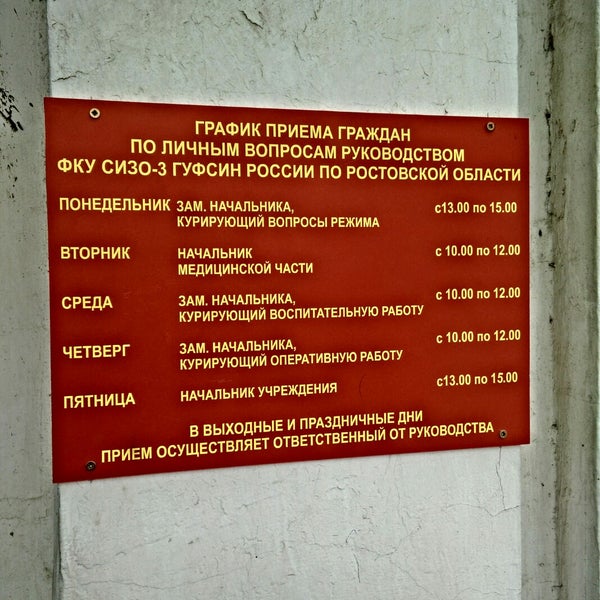 ГРАФИК ПРИЕМА ГРАЖДАН
ПО ЛИЧНЫМ ВОПРОСАМ РУКОВОДСТВОМ
ФКУ СИЗО-3 ГУФСИН РОССИИ ПО РОСТОВСКОЙ ОБЛАСТИ
ПОНЕДЕЛЬНИК ЗАМ. НАЧАЛЬНИКА, с13.00 по 15.00
КУРИРУЮЩИЙ ВОПРОСЫ РЕЖИМА
ВТОРНИК НАЧАЛЬНИК с 10.00 по 12.00
МЕДИЦИНСКОЙ ЧАСТИ
СРЕДА ЗАМ. НАЧАЛЬНИКА, с 10.00 по 12.00
КУРИРУЮЩИЙ ВОСПИТАТЕЛЬНУЮ РАБОТУ
ЧЕТВЕРГ ЗАМ. НАЧАЛЬНИКА, с 10.00 по 12.00
КУРИРУЮЩИЙ ОПЕРАТИВНУЮ РАБОТУ
ПЯТНИЦА НАЧАЛЬНИК УЧРЕЖДЕНИЯ с13.00 по 15.00
В ВЫХОДНЫЕ И ПРАЗДНИЧНЫЕ ДНИ
ПРИЕМ ОСУЩЕСТВЛЯЕТ ОТВЕТСТВЕННЫЙ ОТ РУКОВОДСТВА